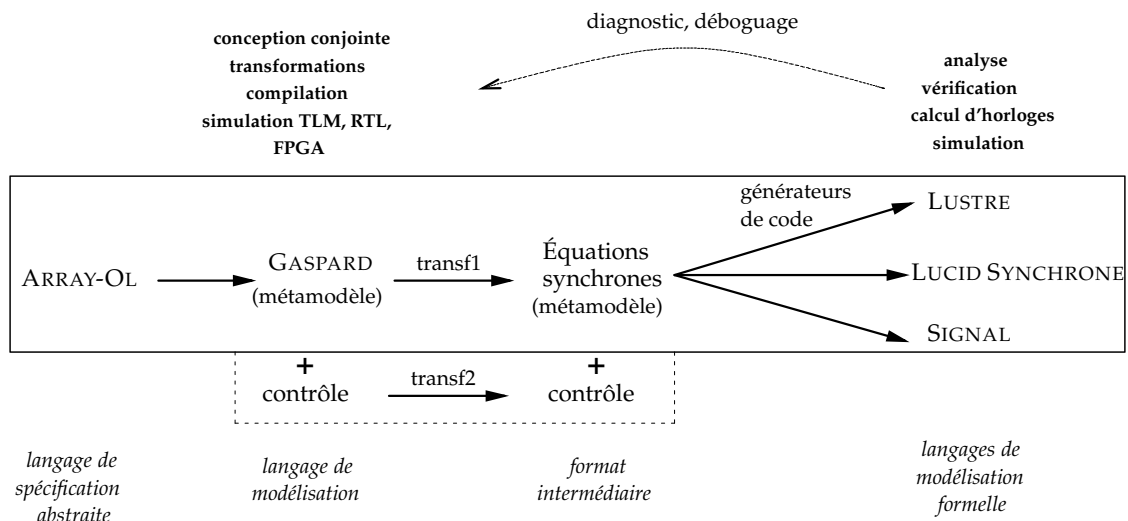 diagnostic, déboguage
conception conjointe
transformations
compilation
simulation TLM, RTL,
FPGA
analyse
vérification
calcul d'horloges
simulation
générateurs
de code
LUSTRE
ARRAY-OL
GASPARD
(métamodèle)
transf1
Équations
synchrones
(métamodèle)
LUCID SYNCHRONE
SIGNAL
+
contrôle
transf2
+
contrôle
langage de
spécification
abstraite
langage de
modélisation
format
intermédiaire
langages de
modélisation
formelle